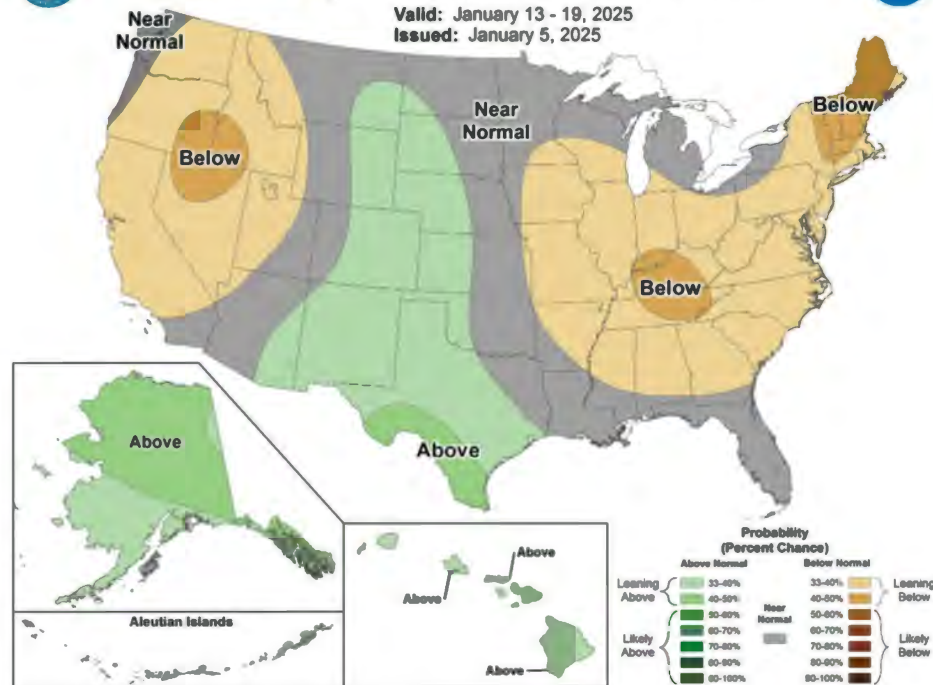 Valid: January 13 - 19, 2025
Issued: January 5, 2025
Near
Normal
Near
Normal
Below
Below
Below
Above
Above
Above
Above
Above
Aleutian Islands
Probability
(Percent Chance)
Above Normal
Below Normal
Leaning
Above
33-40%
40-50%
Likely
Above
50-60%
60-70%
70-80%
80-90%
90-100%
Near
Normal
33-40%
40-50%
Leaning
Below
50-60%
60-70%
70-80%
80-90%
90-100%
Likely
Below